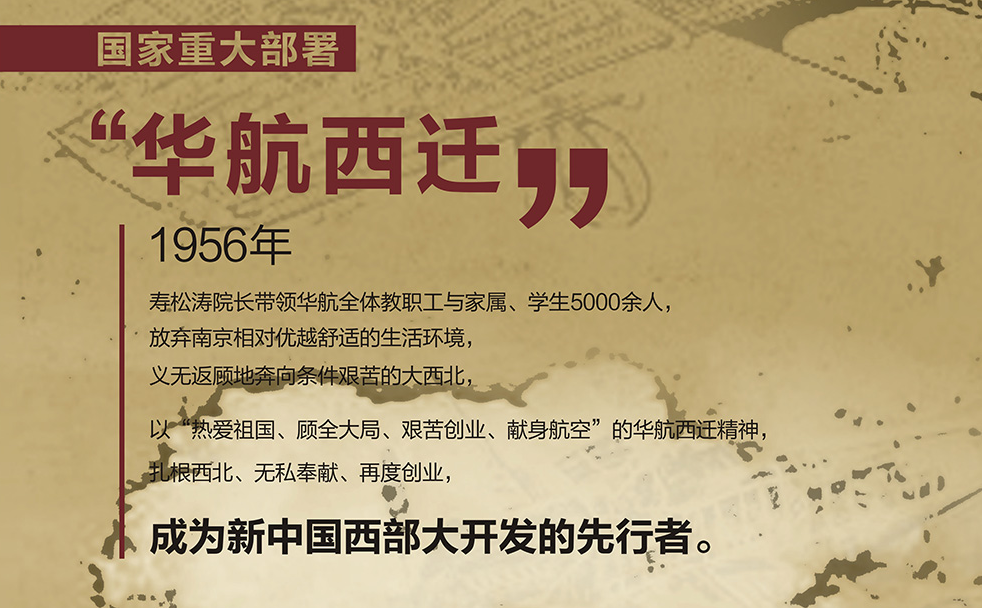 国家重大部署
“华航西迁”
1956年
寿松涛院长带领华航全体教职工与家属、学生5000余人，
放弃南京相对优越舒适的生活环境，
义无返顾地奔向条件艰苦的大西北，
以“热爱祖国、顾全大局、艰苦创业、献身航空”的华航西迁精神，
扎根西北、无私奉献、再度创业，
成为新中国西部大开发的先行者。